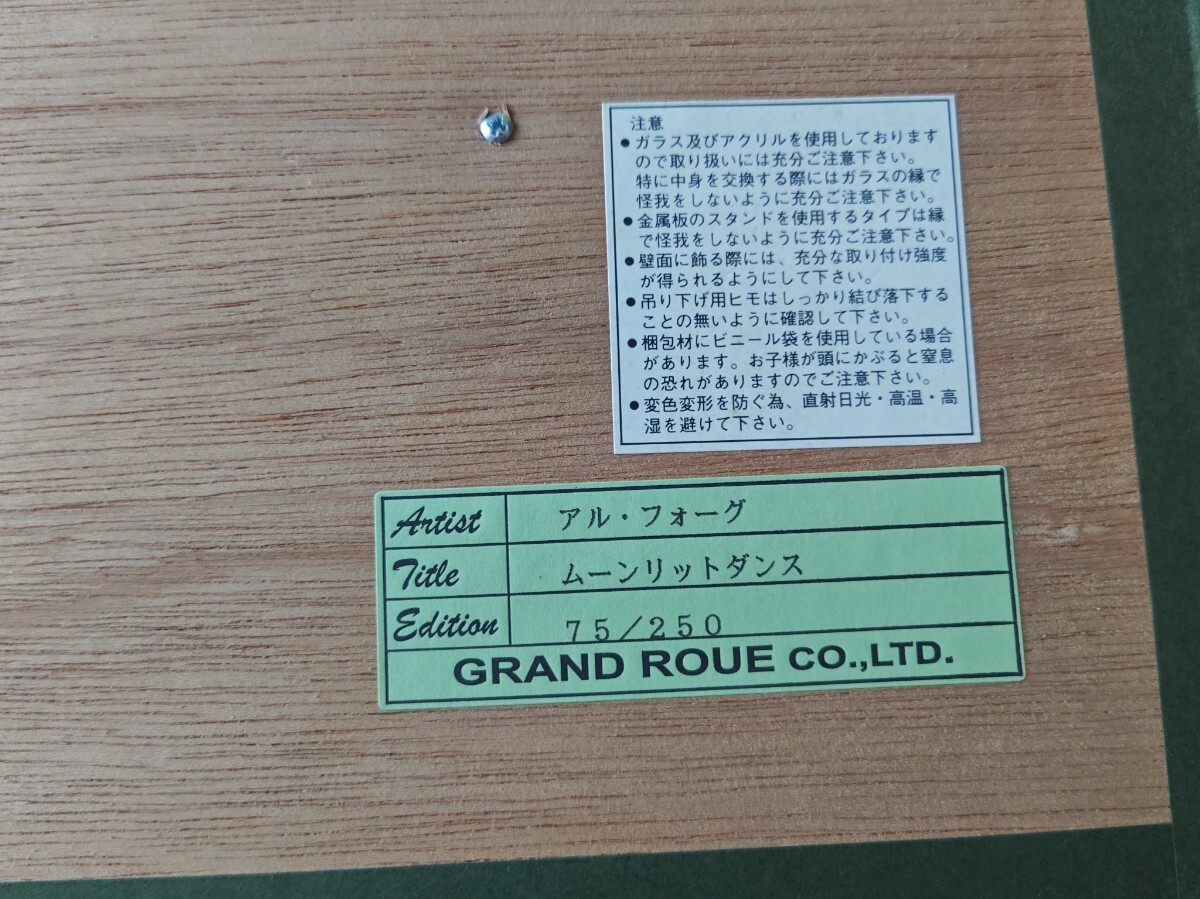 注意
●ガラス及びアクリルを使用しております
ので取り扱いには充分ご注意下さい。
特に中身を交換する際にはガラスの縁で
怪我をしないように充分ご注意下さい。
●金属板のスタンドを使用するタイプは縁
で怪我をしないように充分ご注意下さい。
●壁面に飾る際には、充分な取り付け強度
が得られるようにして下さい。
●吊り下げ用ヒモはしっかり結び落下する
ことの無いように確認して下さい。
●梱包材にビニール袋を使用している場合
があります。お子様が頭にかぶると窒息
の恐れがありますのでご注意下さい。
●変色変形を防ぐ為、直射日光・高温・高
湿を避けて下さい。
Artist アル・フォーグ
Title ムーンリットダンス
Edition 75/250
GRAND ROUE CO.,LTD.